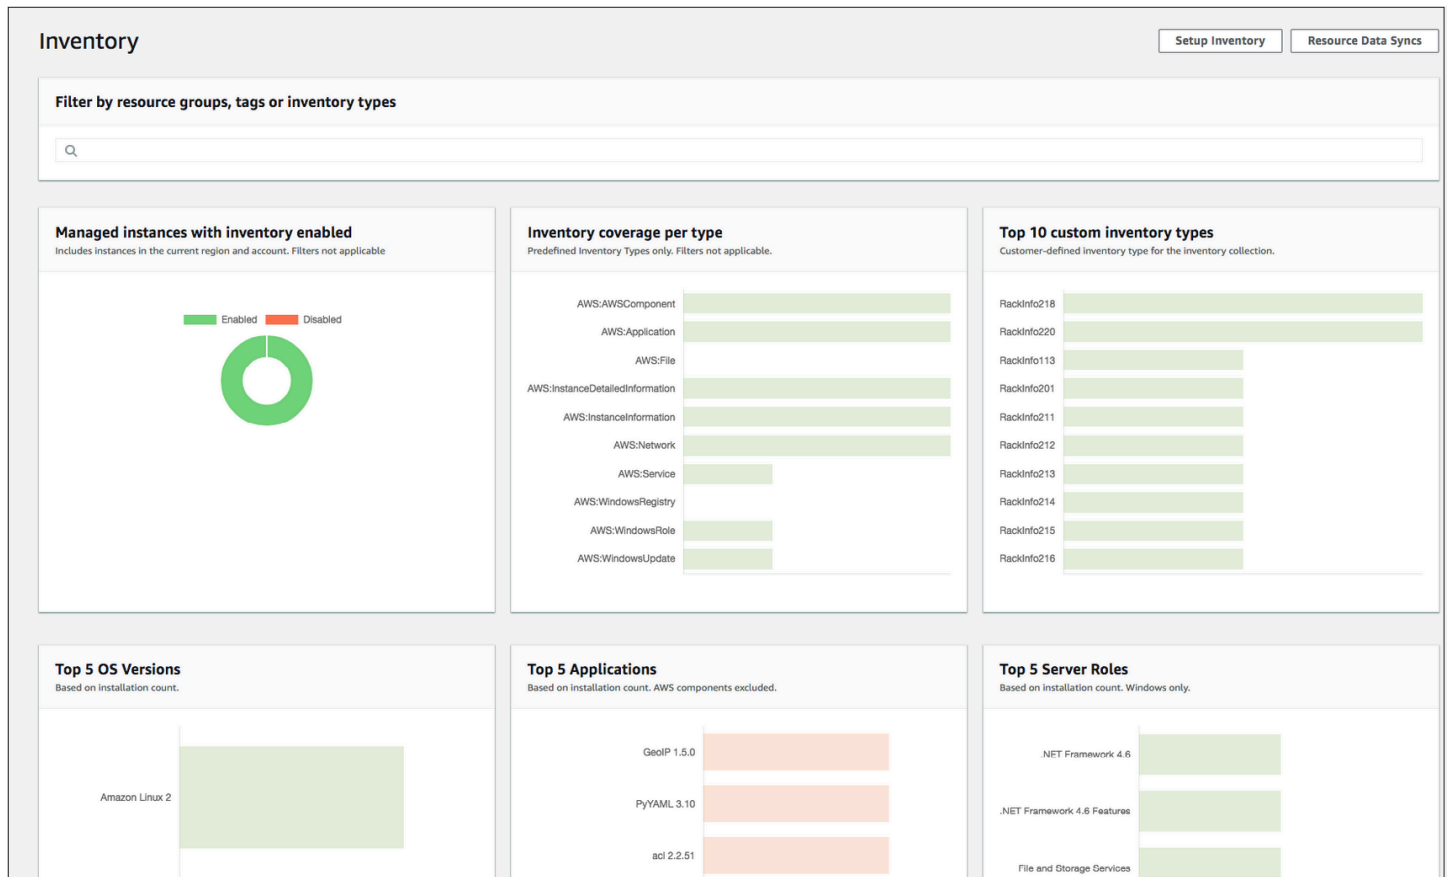 Inventory
Setup Inventory
Resource Data Syncs
Filter by resource groups, tags or inventory types
Managed instances with inventory enabled
Includes instances in the current region and account. Filters not applicable
Enabled
Disabled
Inventory coverage per type
Predefined Inventory Types only. Filters not applicable.
AWS:AWSComponent
AWS:Application
AWS:File
AWS:InstanceDetailedInformation
AWS:InstanceInformation
AWS:Network
AWS:Service
AWS:WindowsRegistry
AWS:WindowsRole
AWS:WindowsUpdate
Top 10 custom inventory types
Customer-defined inventory type for the inventory collection.
RackInfo218
RackInfo220
RackInfo113
RackInfo201
RackInfo211
RackInfo212
RackInfo213
RackInfo214
RackInfo215
RackInfo216
Top 5 OS Versions
Based on installation count.
Amazon Linux 2
Top 5 Applications
Based on installation count. AWS components excluded.
GeoIP 1.5.0
PyYAML 3.10
acl 2.2.51
Top 5 Server Roles
Based on installation count. Windows only.
.NET Framework 4.6
.NET Framework 4.6 Features
File and Storage Services